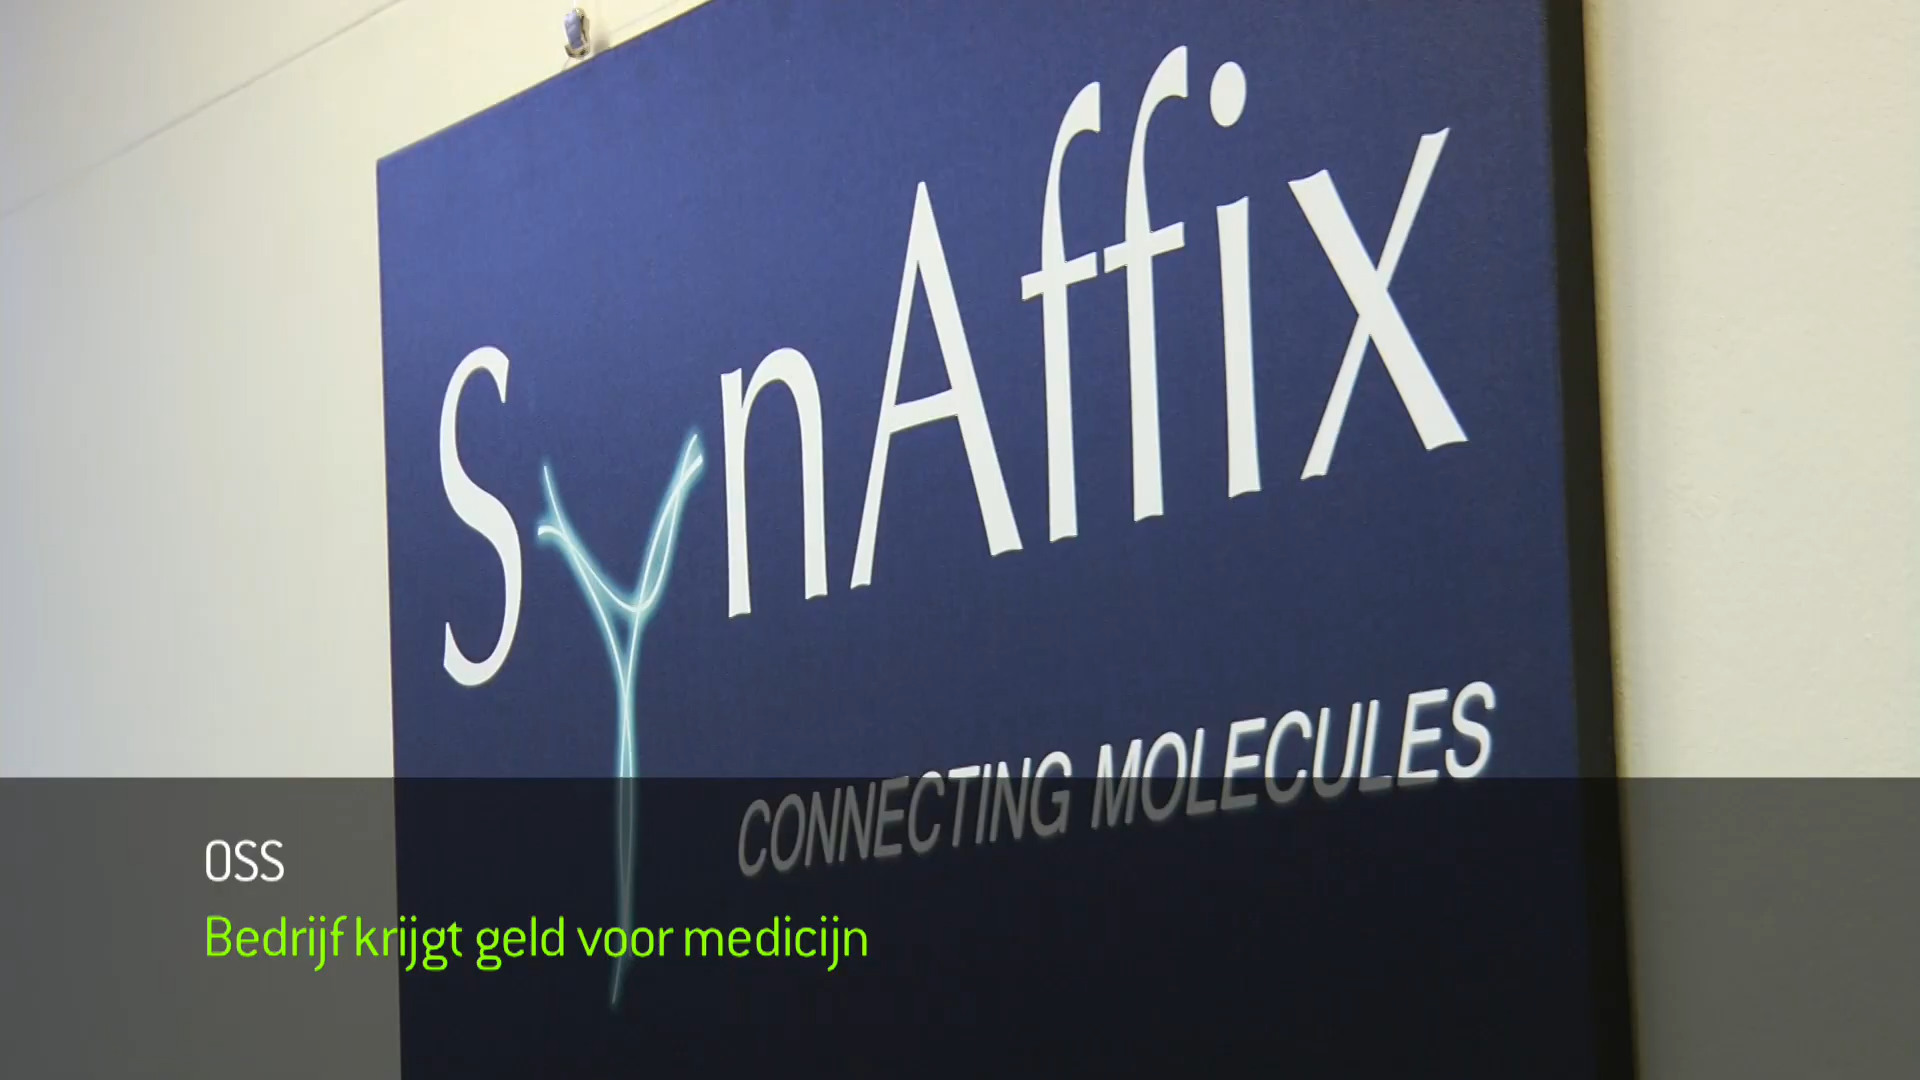 SynAffix
CONNECTING MOLECULES
OSS
Bedrijf krijgt geld voor medicijn